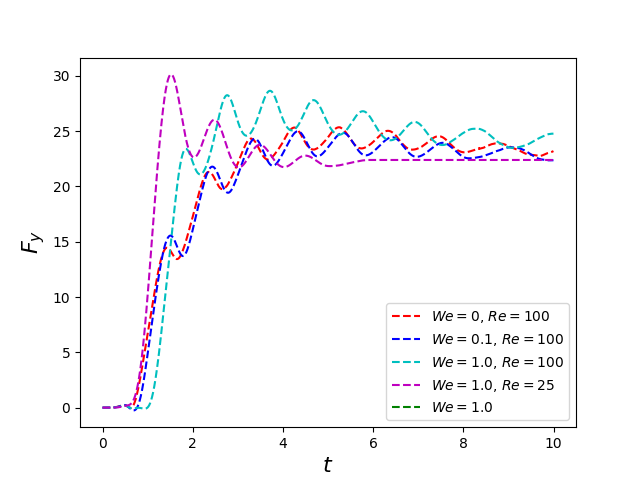 30
25
20
15
10
5
0
F_y
0 2 4 6 8 10
t
We = 0, Re = 100
We = 0.1, Re = 100
We = 1.0, Re = 100
We = 1.0, Re = 25
We = 1.0